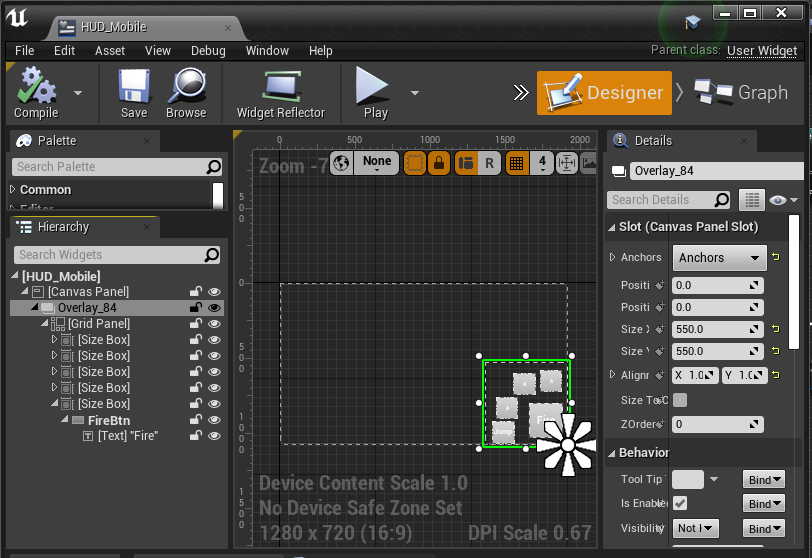 HUD_Mobile
File Edit Asset View Debug Window Help
Parent class: User Widget
Compile Save Browse Widget Reflector Play Designer Graph
Palette
Search Palette
Common
Hierarchy
Search Widgets
[HUD_Mobile]
[Canvas Panel]
Overlay_84
[Grid Panel]
[Size Box]
[Size Box]
[Size Box]
[Size Box]
[Size Box]
FireBtn
[Text] "Fire"
0 500 1000 1500 2000
Zoom -7
None R 4
500
0
500
1000
1500
Fire
Device Content Scale 1.0
No Device Safe Zone Set
1280 x 720 (16:9) DPI Scale 0.67
Details
Overlay_84
Search Details
Slot (Canvas Panel Slot)
Anchors Anchors
Positi 0.0
Positi 0.0
Size X 550.0
Size Y 550.0
Alignr X 1.0 Y 1.0
Size To C
ZOrder 0
Behavior
Tool Tip Bind
Is Enable Bind
Visibility Not Bind